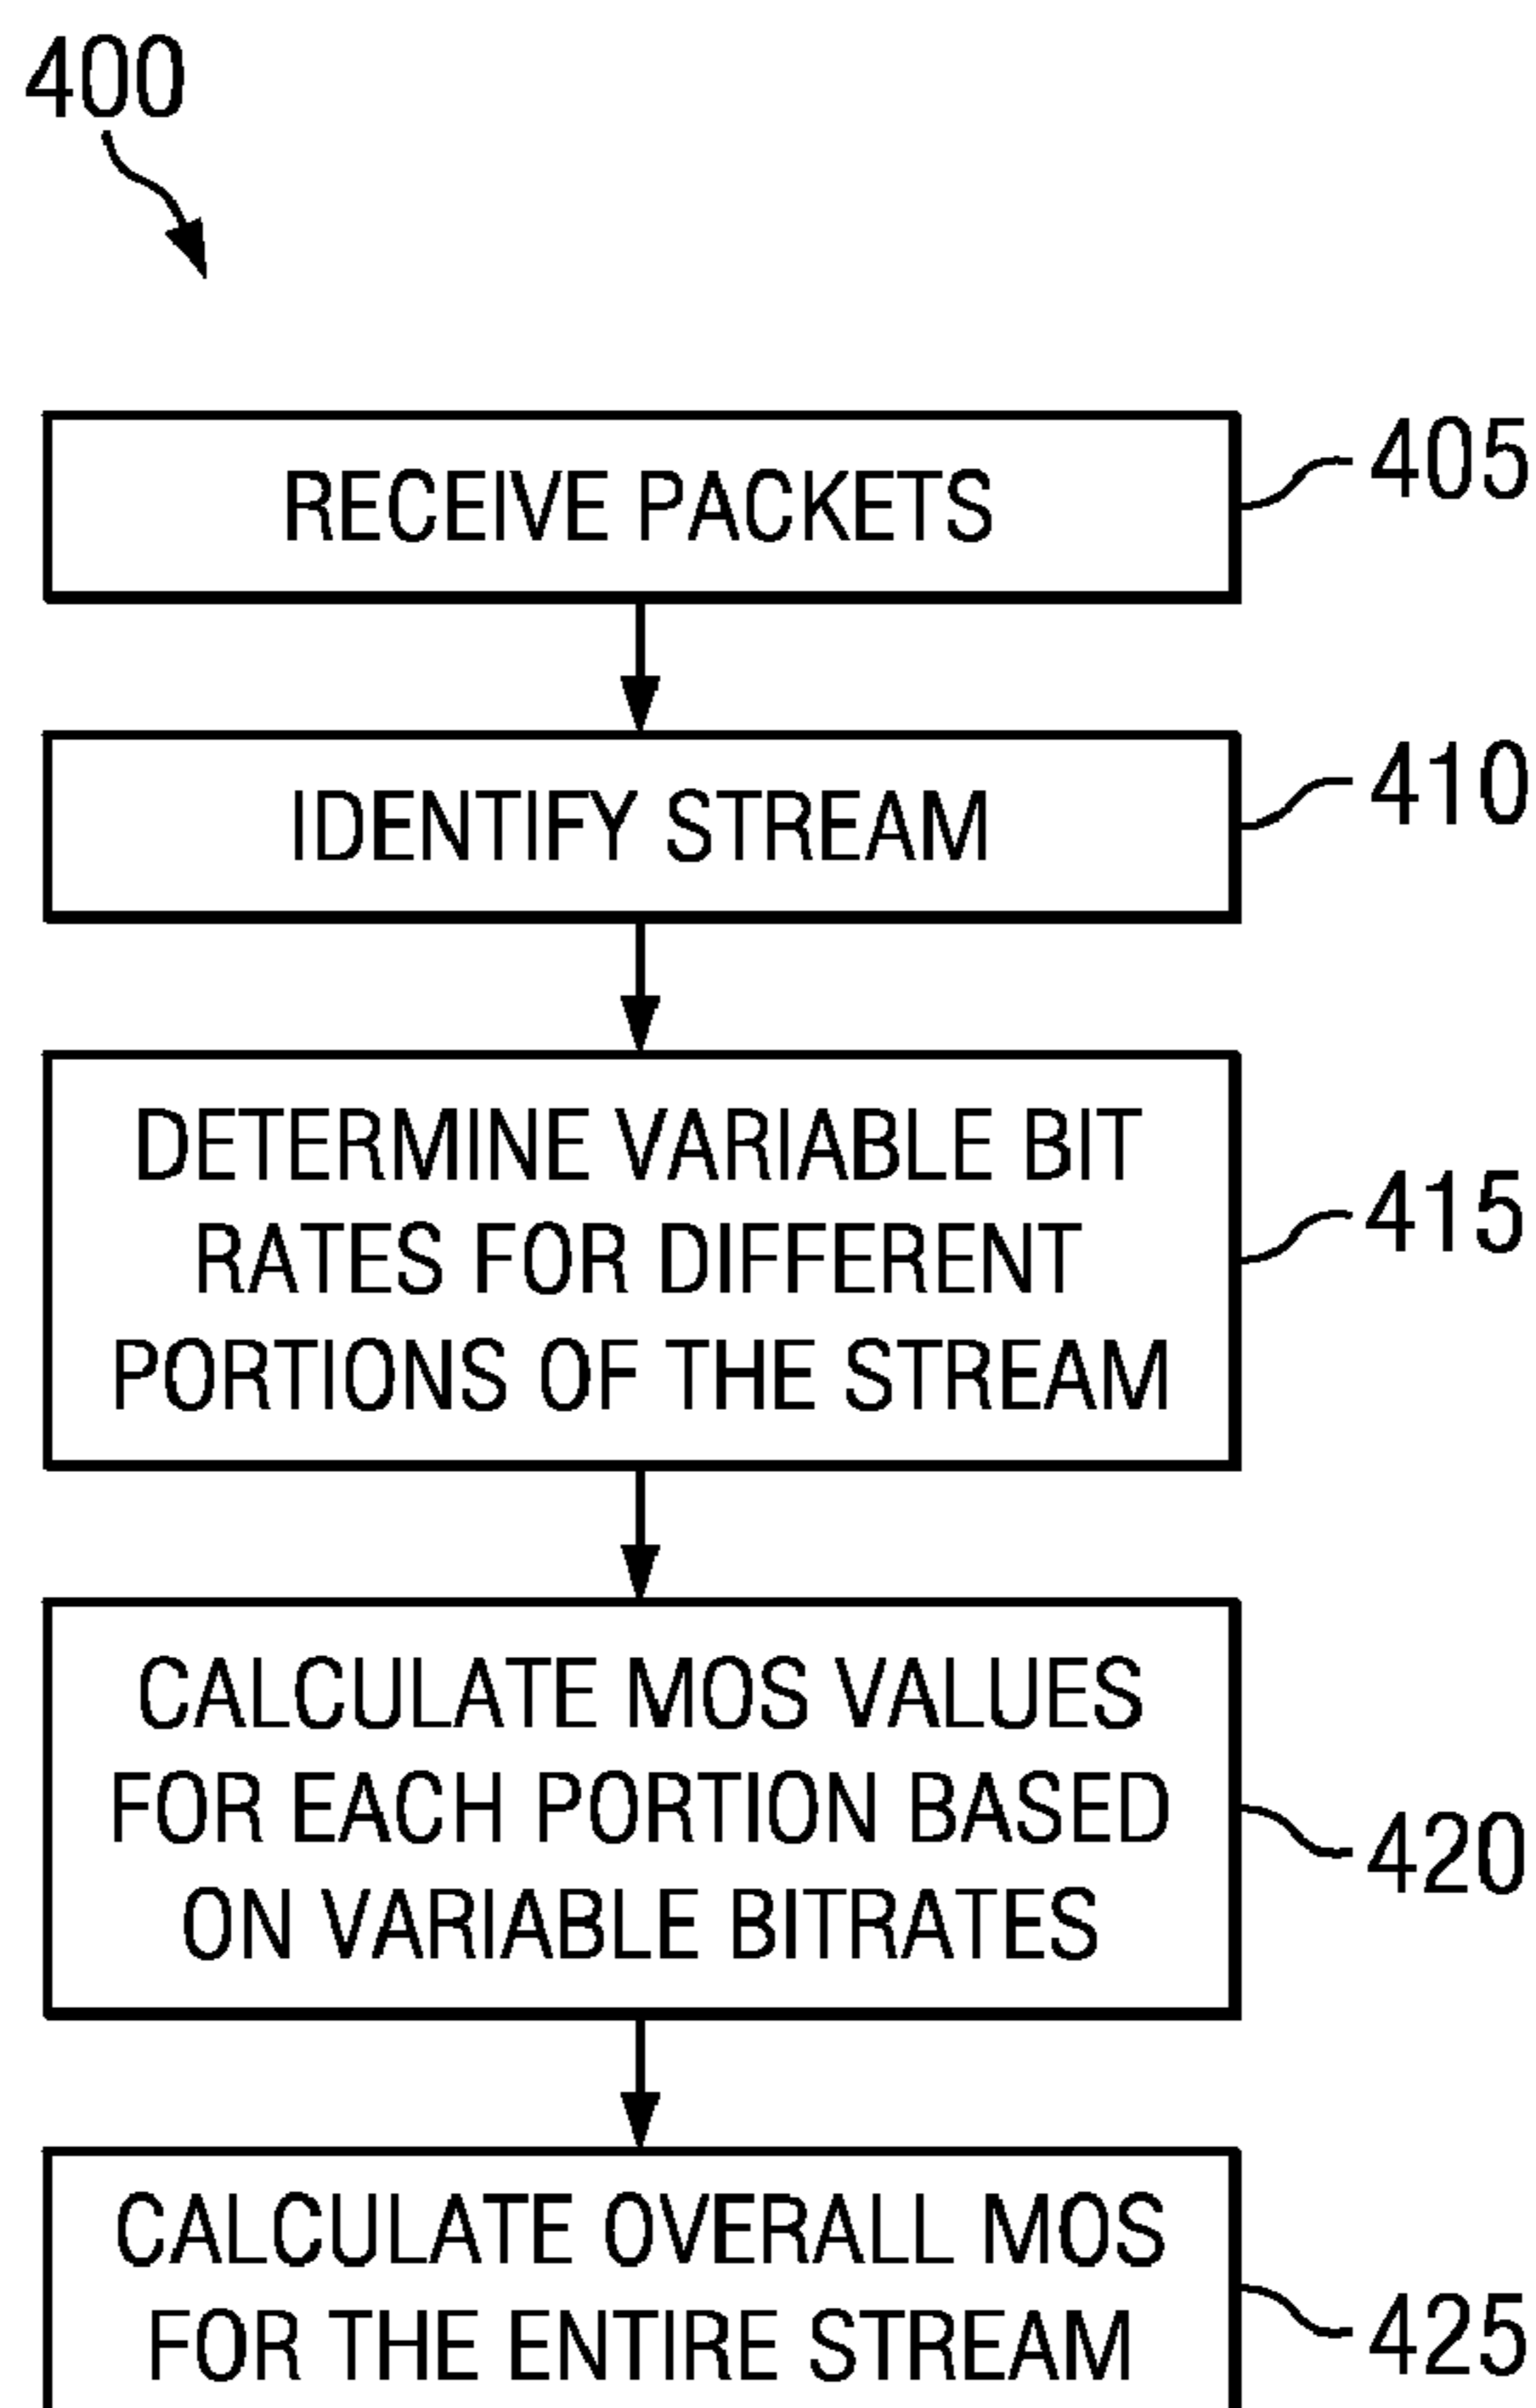 400
RECEIVE PACKETS
405
IDENTIFY STREAM
410
DETERMINE VARIABLE BIT
RATES FOR DIFFERENT
PORTIONS OF THE STREAM
415
CALCULATE MOS VALUES
FOR EACH PORTION BASED
ON VARIABLE BITRATES
420
CALCULATE OVERALL MOS
FOR THE ENTIRE STREAM
425